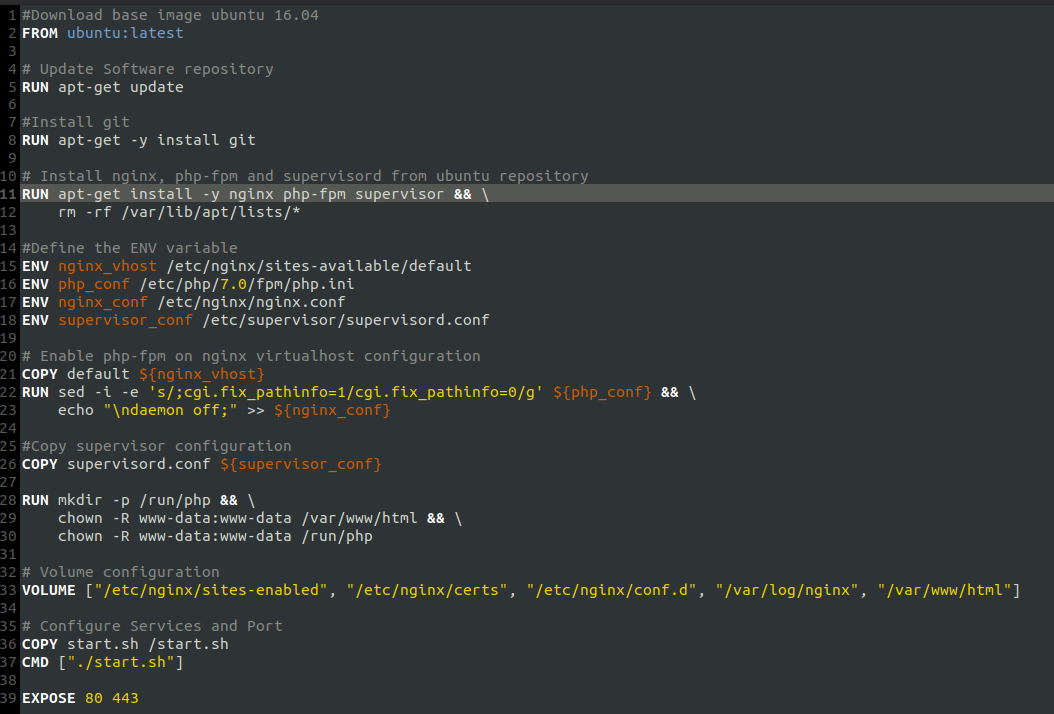 1 #Download base image ubuntu 16.04
2 FROM ubuntu:latest
3
4 # Update Software repository
5 RUN apt-get update
6
7 #Install git
8 RUN apt-get -y install git
9
10 # Install nginx, php-fpm and supervisord from ubuntu repository
11 RUN apt-get install -y nginx php-fpm supervisor && \
12     rm -rf /var/lib/apt/lists/*
13
14 #Define the ENV variable
15 ENV nginx_vhost /etc/nginx/sites-available/default
16 ENV php_conf /etc/php/7.0/fpm/php.ini
17 ENV nginx_conf /etc/nginx/nginx.conf
18 ENV supervisor_conf /etc/supervisor/supervisord.conf
19
20 # Enable php-fpm on nginx virtualhost configuration
21 COPY default ${nginx_vhost}
22 RUN sed -i -e 's/;cgi.fix_pathinfo=1/cgi.fix_pathinfo=0/g' ${php_conf} && \
23     echo "\ndaemon off;" >> ${nginx_conf}
24
25 #Copy supervisor configuration
26 COPY supervisord.conf ${supervisor_conf}
27
28 RUN mkdir -p /run/php && \
29     chown -R www-data:www-data /var/www/html && \
30     chown -R www-data:www-data /run/php
31
32 # Volume configuration
33 VOLUME ["/etc/nginx/sites-enabled", "/etc/nginx/certs", "/etc/nginx/conf.d", "/var/log/nginx", "/var/www/html"]
34
35 # Configure Services and Port
36 COPY start.sh /start.sh
37 CMD ["./start.sh"]
38
39 EXPOSE 80 443